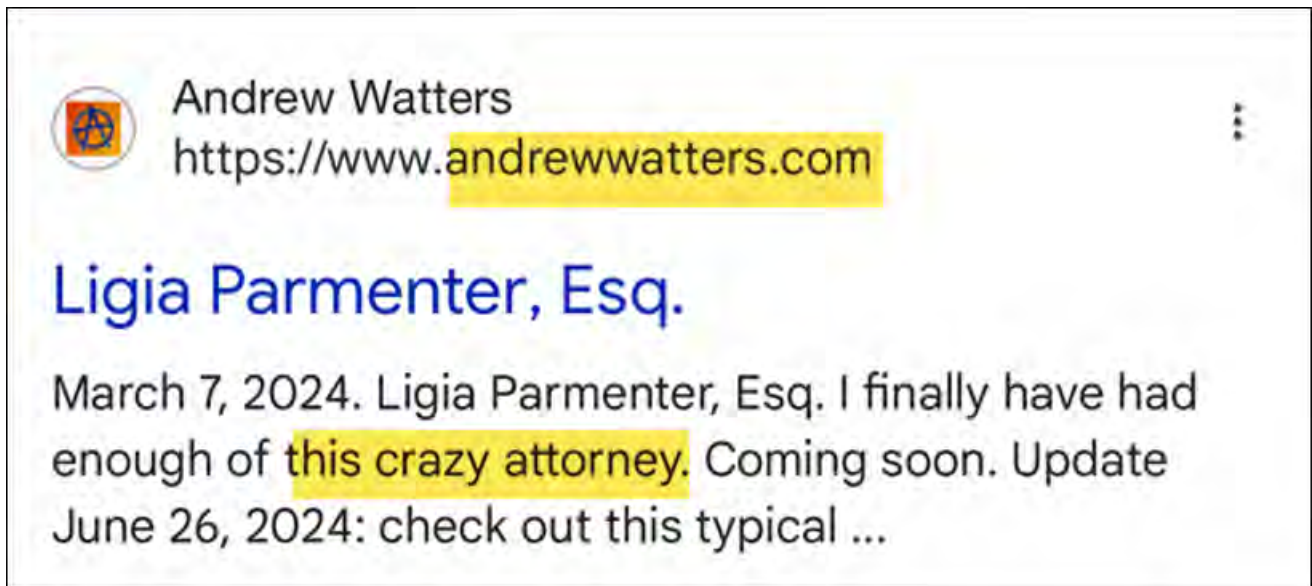 Andrew Watters
https://www.andrewwatters.com
Ligia Parmenter, Esq.
March 7, 2024. Ligia Parmenter, Esq. I finally have had
enough of this crazy attorney. Coming soon. Update
June 26, 2024: check out this typical ...